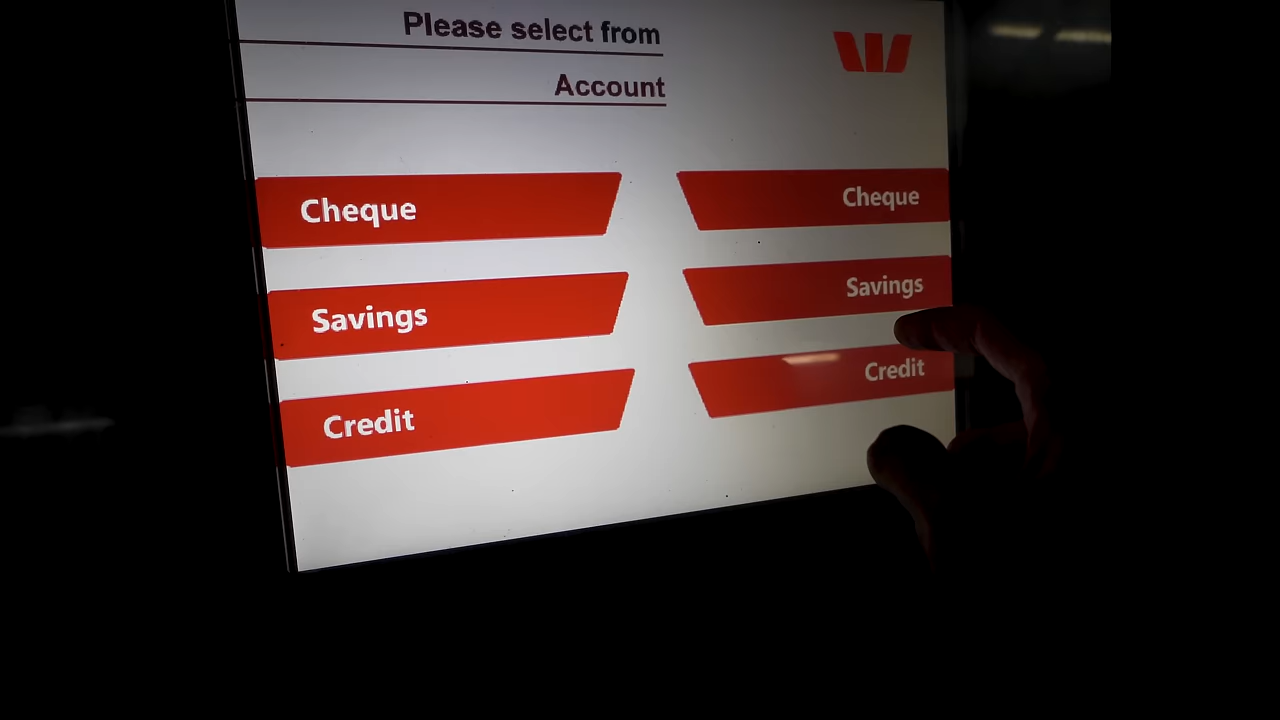 Please select from
Account
Cheque
Cheque
Savings
Savings
Credit
Credit